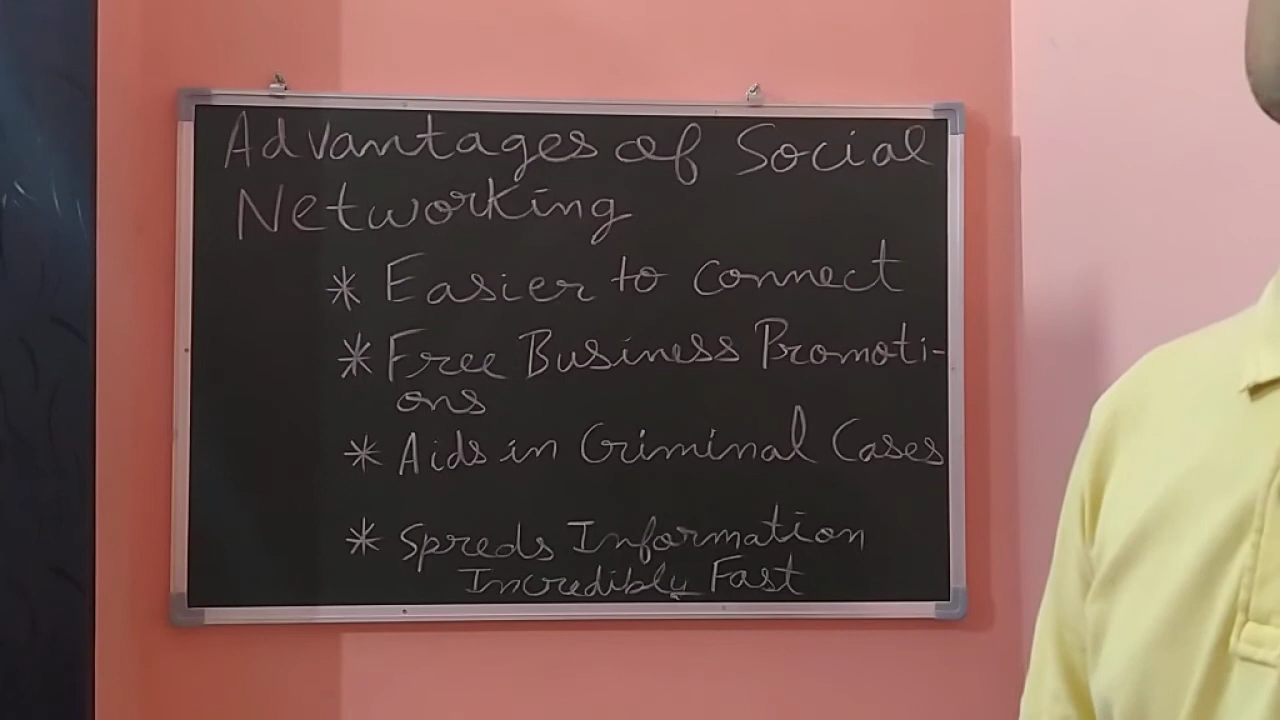 Advantages of Social
Networking
* Easier to connect
* Free Business Promoti-
ons
* Aids in Criminal Cases
* Spreds Information
Incredibly Fast